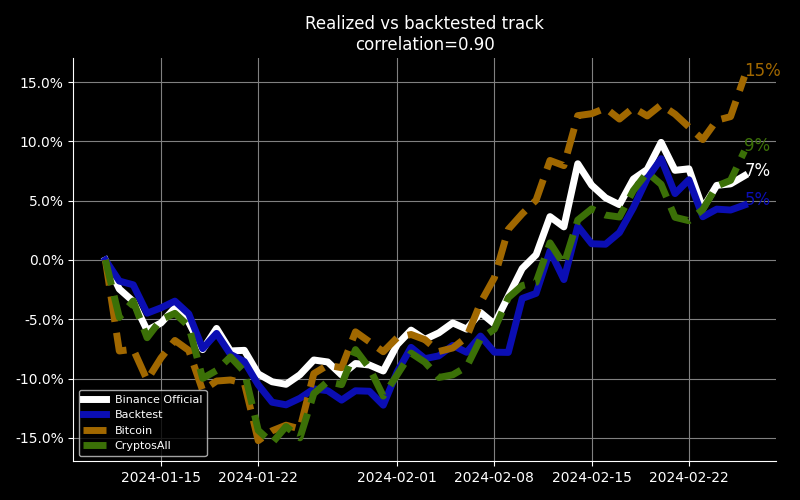 Realized vs backtested track
correlation=0.90
15.0%
10.0%
5.0%
0.0%
-5.0%
-10.0%
-15.0%
15%
9%
7%
5%
Binance Official
Backtest
Bitcoin
CryptosAll
2024-01-15
2024-01-22
2024-02-01
2024-02-08
2024-02-15
2024-02-22